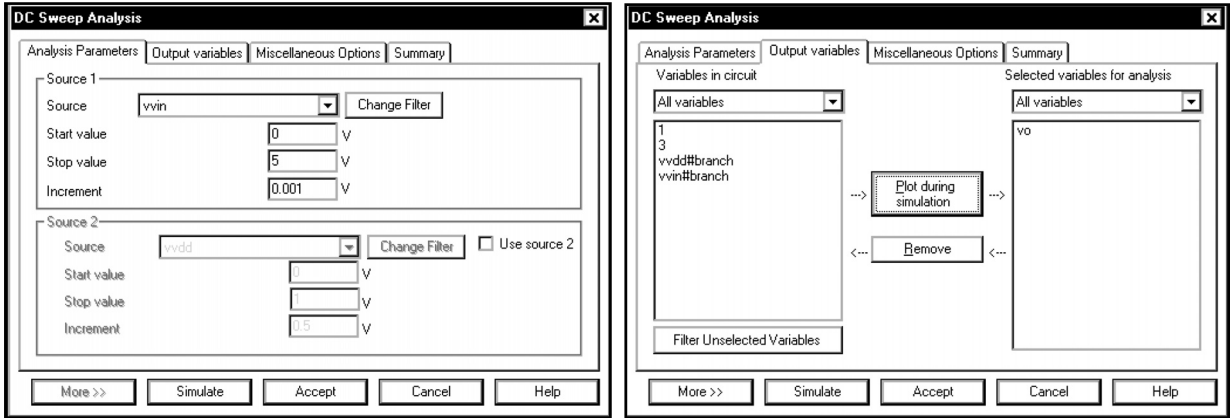 DC Sweep Analysis
Analysis Parameters Output variables Miscellaneous Options Summary
Source 1
Source vvin Change Filter
Start value 0 V
Stop value 5 V
Increment 0.001 V
Source 2
Source vvdd Change Filter Use source 2
Start value 0 V
Stop value 1 V
Increment 0.5 V
More >> Simulate Accept Cancel Help
DC Sweep Analysis
Analysis Parameters Output variables Miscellaneous Options Summary
Variables in circuit Selected variables for analysis
All variables All variables
1 vo
3
vvdd#branch
vvin#branch
---> Plot during simulation --->
<--- Remove <---
Filter Unselected Variables
More >> Simulate Accept Cancel Help